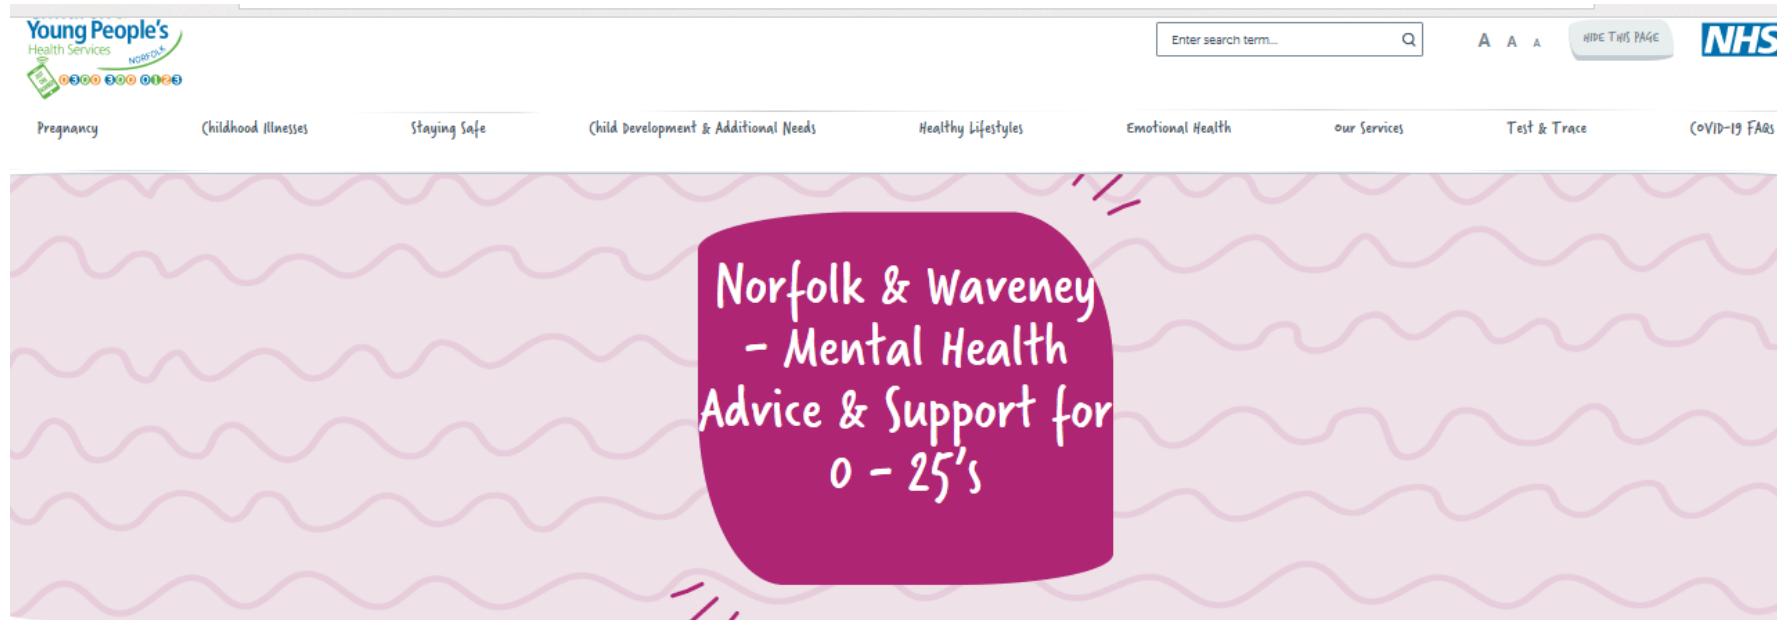 Young People's
Health Services
NORFOLK
0300 300 0123
Enter search term...
A A A
HIDE THIS PAGE
NHS
Pregnancy
Childhood Illnesses
Staying Safe
Child Development & Additional Needs
Healthy Lifestyles
Emotional Health
Our Services
Test & Trace
COVID-19 FAQs
Norfolk & Waveney
- Mental Health
Advice & Support for
0 - 25's